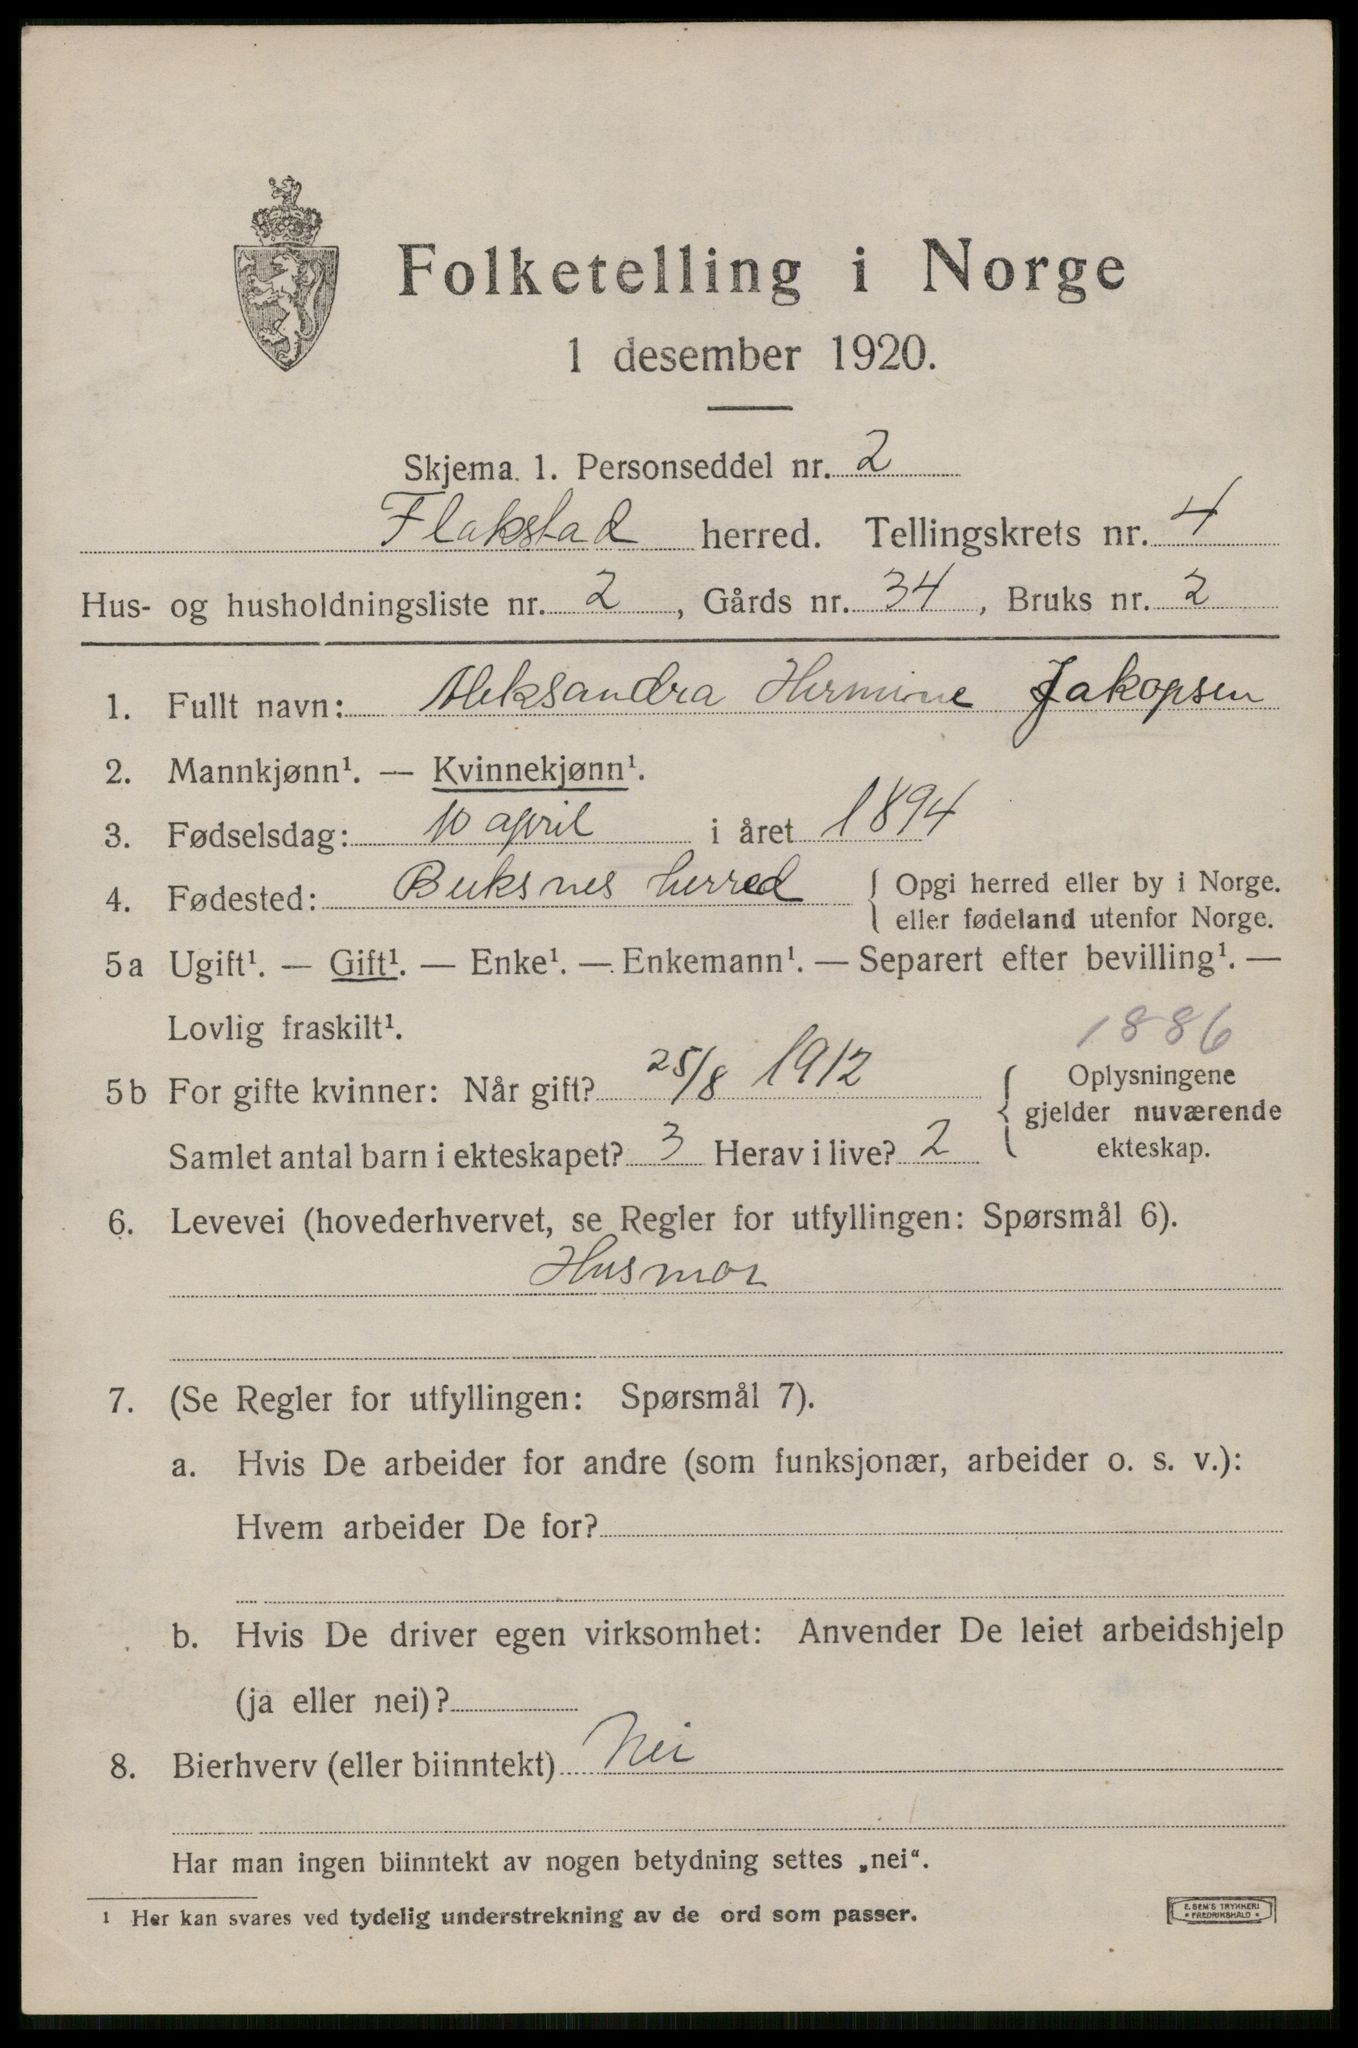 Folketelling i Norge
1 desember 1920.
Skjema 1. Personseddel nr. 2
Flakstad herred. Tellingskrets nr. 4
Hus- og husholdningsliste nr. 2, Gårds nr. 34, Bruks nr. 2
1. Fullt navn: Aleksandra Hermine Jakopsen
2. Mannkjønn¹. — Kvinnekjønn¹.
3. Fødselsdag: 10 april i året 1894
4. Fødested: Buksnes herred { Opgi herred eller by i Norge.
eller fødeland utenfor Norge.
5a Ugift¹. — Gift¹. — Enke¹. — Enkemann¹. — Separert efter bevilling¹. —
Lovlig fraskilt¹.
1886
5b For gifte kvinner: Når gift? 25/8 1912 { Oplysningene
gjelder nuværende
ekteskap.
Samlet antal barn i ekteskapet? 3 Herav i live? 2
6. Levevei (hovederhvervet, se Regler for utfyllingen: Spørsmål 6).
Husmor
7. (Se Regler for utfyllingen: Spørsmål 7).
a. Hvis De arbeider for andre (som funksjonær, arbeider o. s. v.):
Hvem arbeider De for?
b. Hvis De driver egen virksomhet: Anvender De leiet arbeidshjelp
(ja eller nei)?
8. Bierhverv (eller biinntekt) Nei
Har man ingen biinntekt av nogen betydning settes „nei“.
1 Her kan svares ved tydelig understrekning av de ord som passer.
E. SEM'S TRYKKERI
* FREDRIKSHALD *